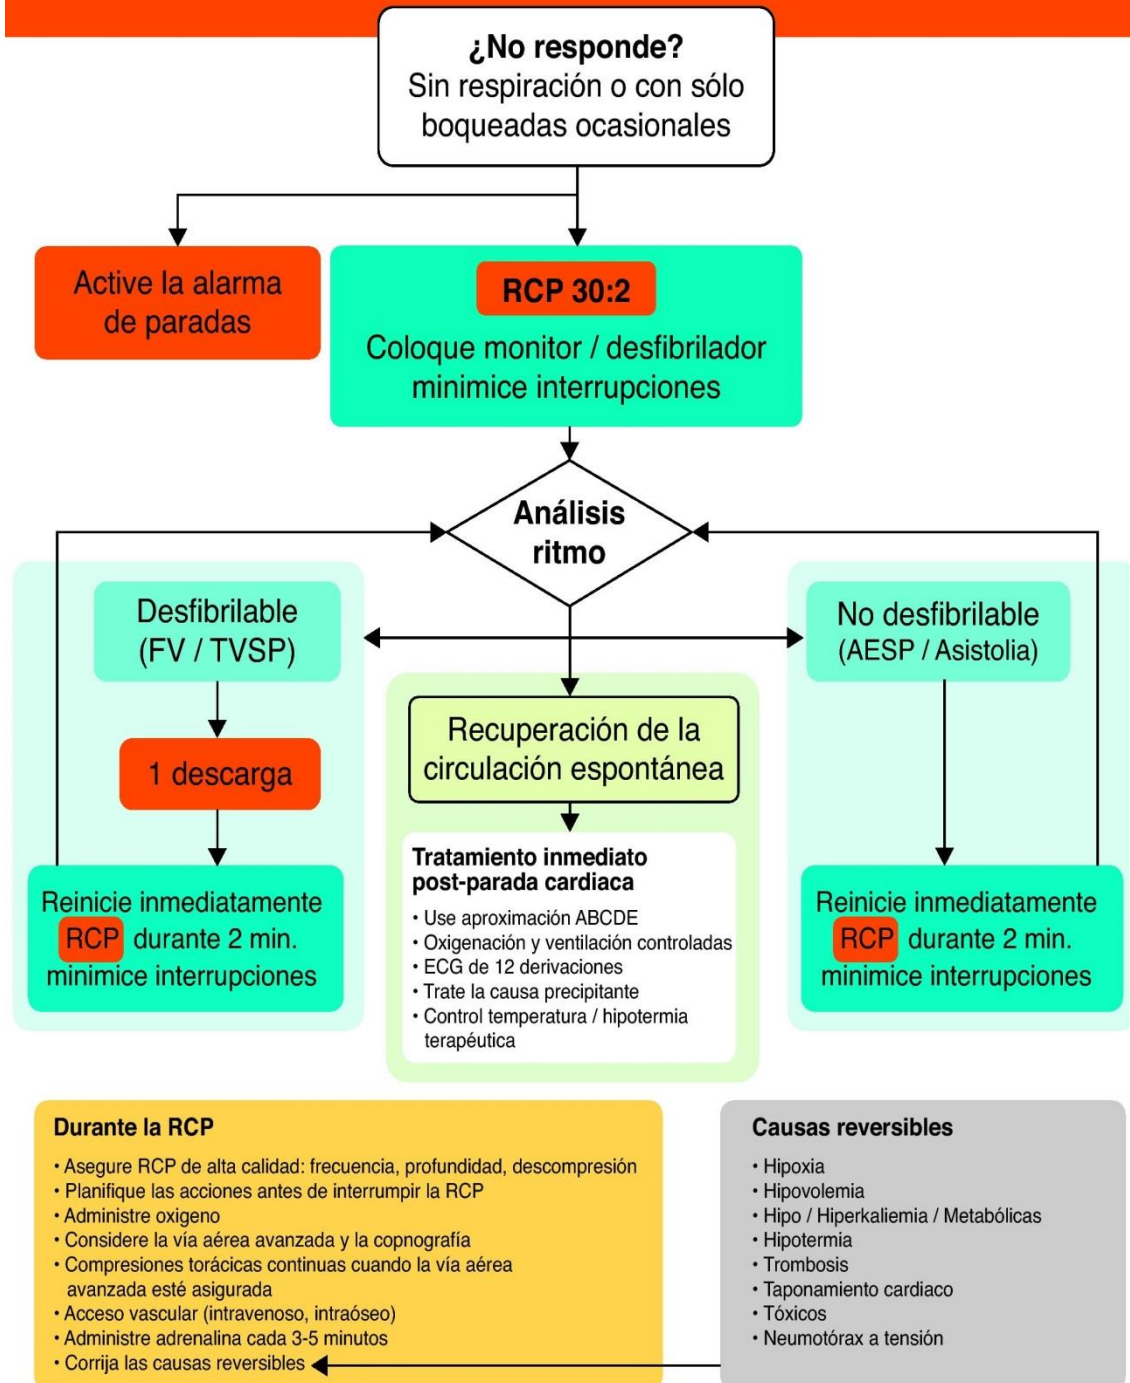 ¿No responde?
Sin respiración o con sólo
boqueadas ocasionales
Active la alarma
de paradas
RCP 30:2
Coloque monitor / desfibrilador
minimice interrupciones
Análisis
ritmo
Desfibrilable
(FV / TVSP)
No desfibrilable
(AESP / Asistolia)
1 descarga
Recuperación de la
circulación espontánea
Reinicie inmediatamente
RCP durante 2 min.
minimice interrupciones
Tratamiento inmediato
post-parada cardiaca
• Use aproximación ABCDE
• Oxigenación y ventilación controladas
• ECG de 12 derivaciones
• Trate la causa precipitante
• Control temperatura / hipotermia
terapéutica
Reinicie inmediatamente
RCP durante 2 min.
minimice interrupciones
Durante la RCP
• Asegure RCP de alta calidad: frecuencia, profundidad, descompresión
• Planifique las acciones antes de interrumpir la RCP
• Administre oxigeno
• Considere la vía aérea avanzada y la copnografía
• Compresiones torácicas continuas cuando la vía aérea
avanzada esté asigurada
• Acceso vascular (intravenoso, intraóseo)
• Administre adrenalina cada 3-5 minutos
• Corrija las causas reversibles
Causas reversibles
• Hipoxia
• Hipovolemia
• Hipo / Hiperkaliemia / Metabólicas
• Hipotermia
• Trombosis
• Taponamiento cardiaco
• Tóxicos
• Neumotórax a tensión